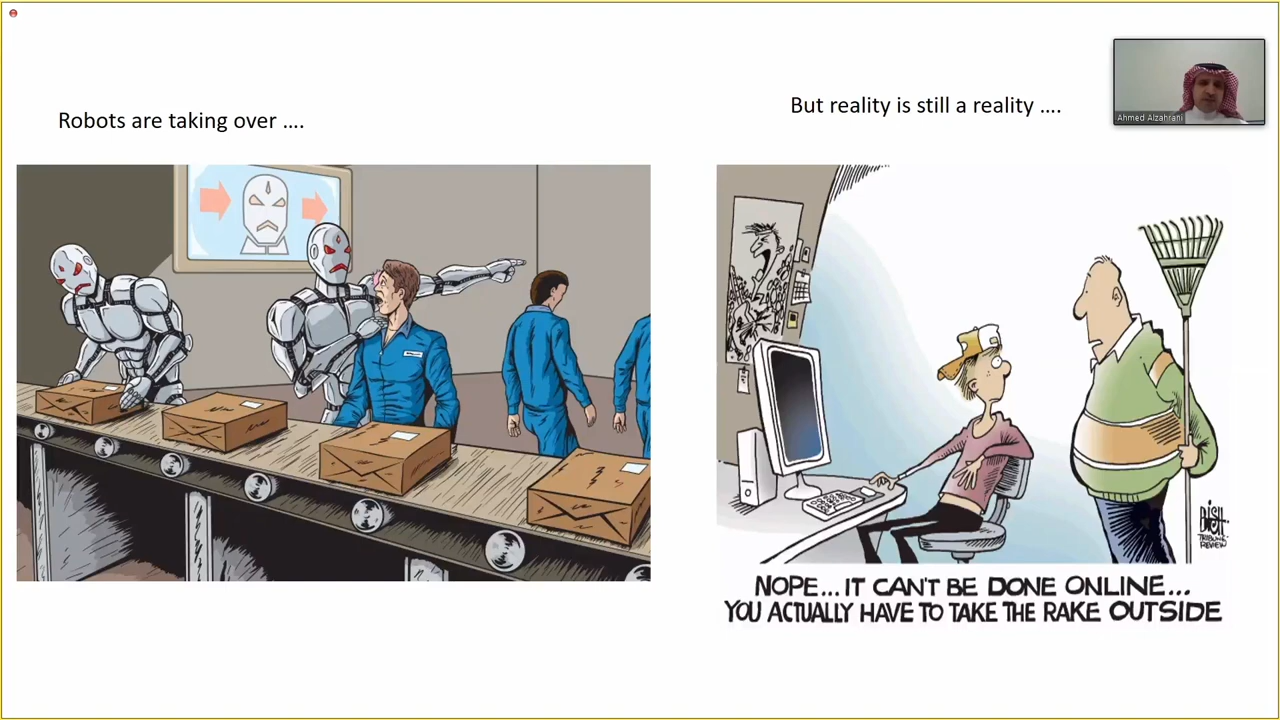 Robots are taking over ....
But reality is still a reality ....
Ahmed Alzahrani
BISH
TRIBUNE
REVIEW
NOPE...IT CAN'T BE DONE ONLINE...
YOU ACTUALLY HAVE TO TAKE THE RAKE OUTSIDE